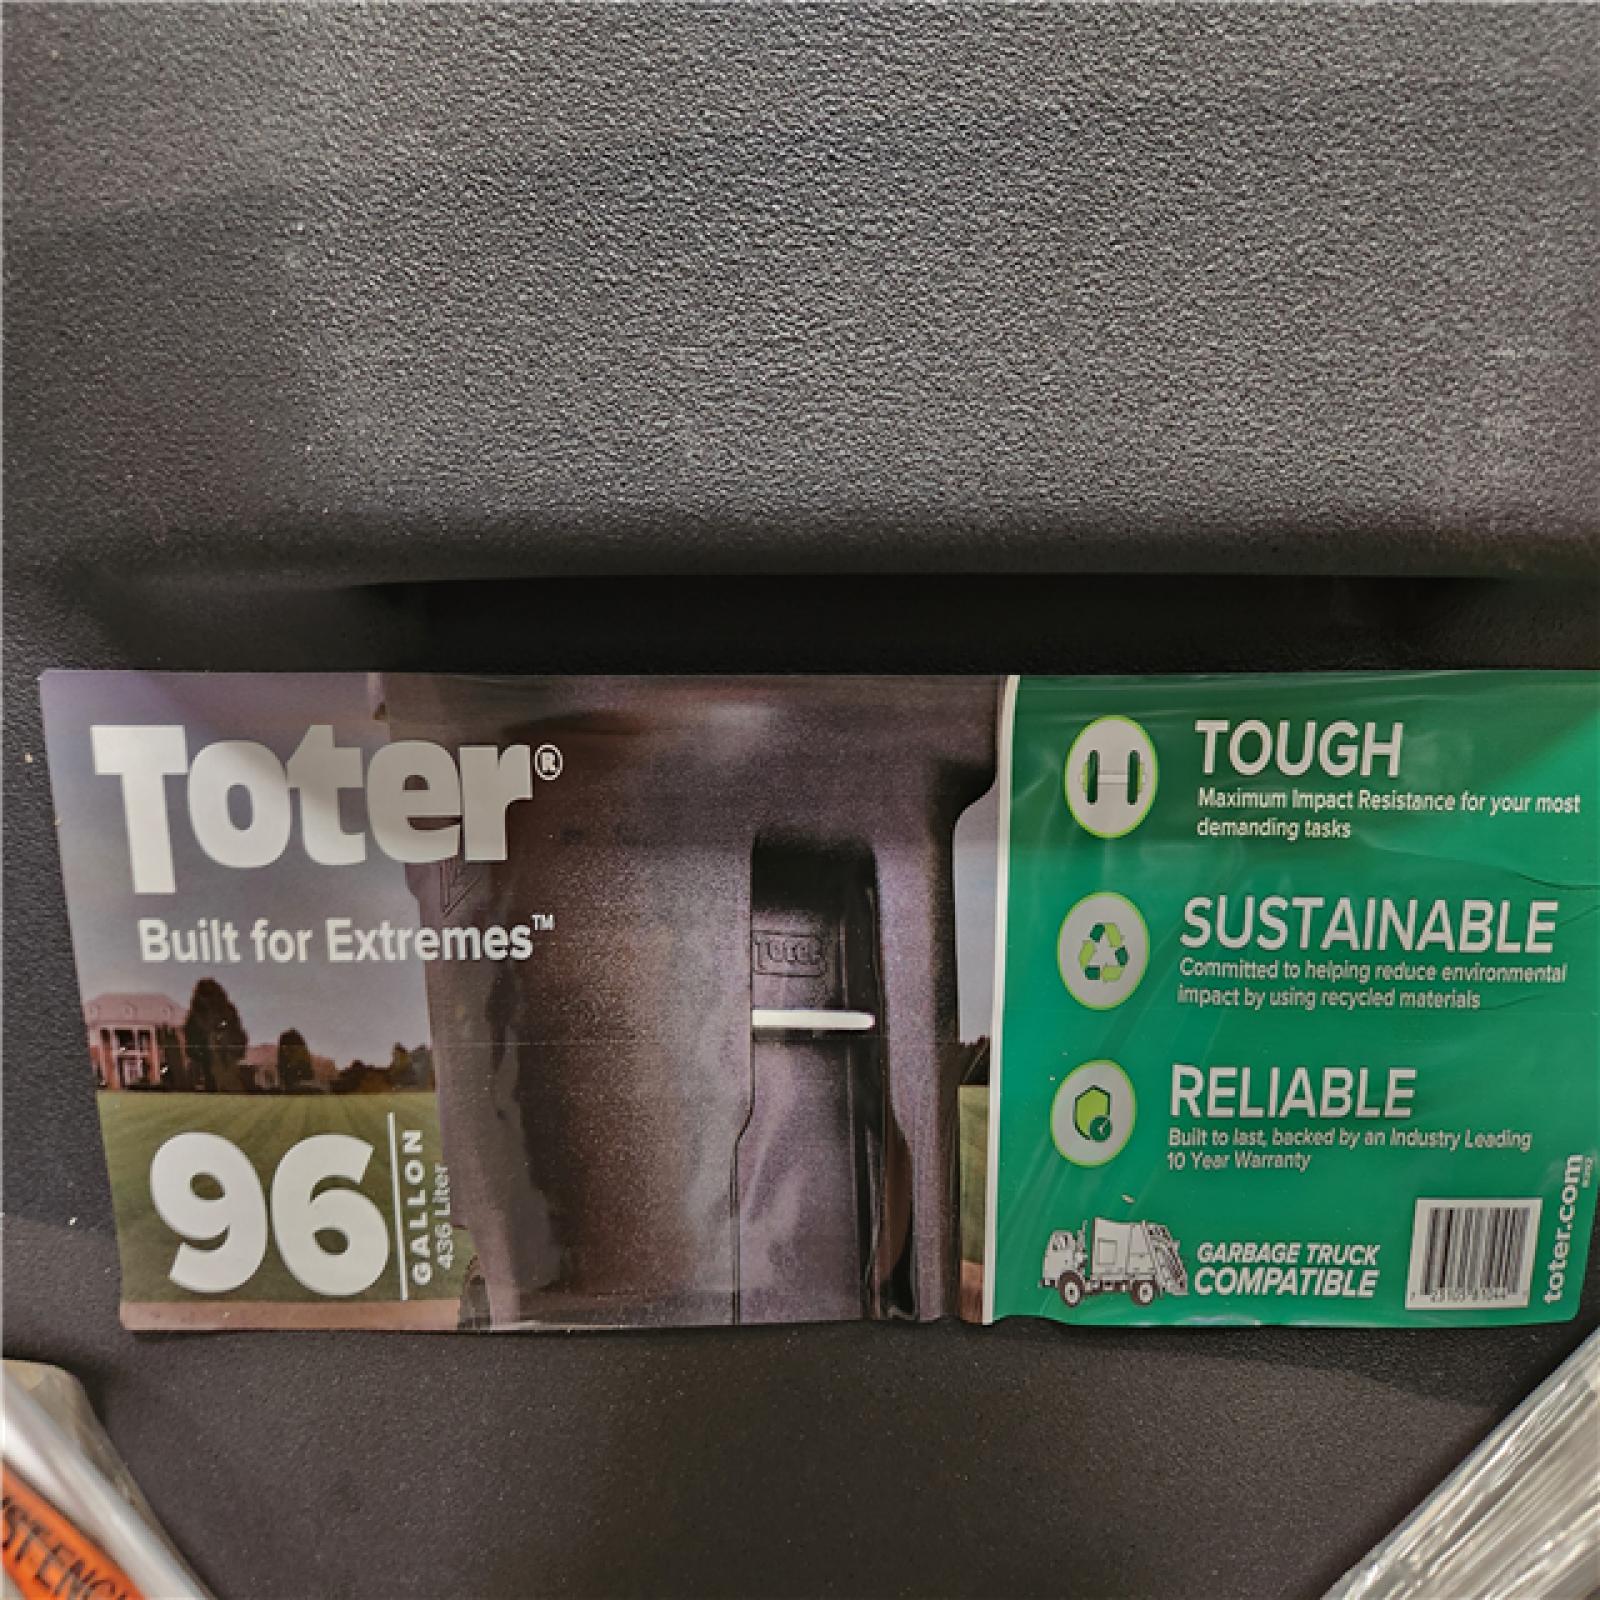 Toter®
Built for Extremes™
Toter
96
GALLON
436 Liter
TOUGH
Maximum Impact Resistance for your most
demanding tasks
SUSTAINABLE
Committed to helping reduce environmental
impact by using recycled materials
RELIABLE
Built to last, backed by an Industry Leading
10 Year Warranty
GARBAGE TRUCK
COMPATIBLE
toter.com